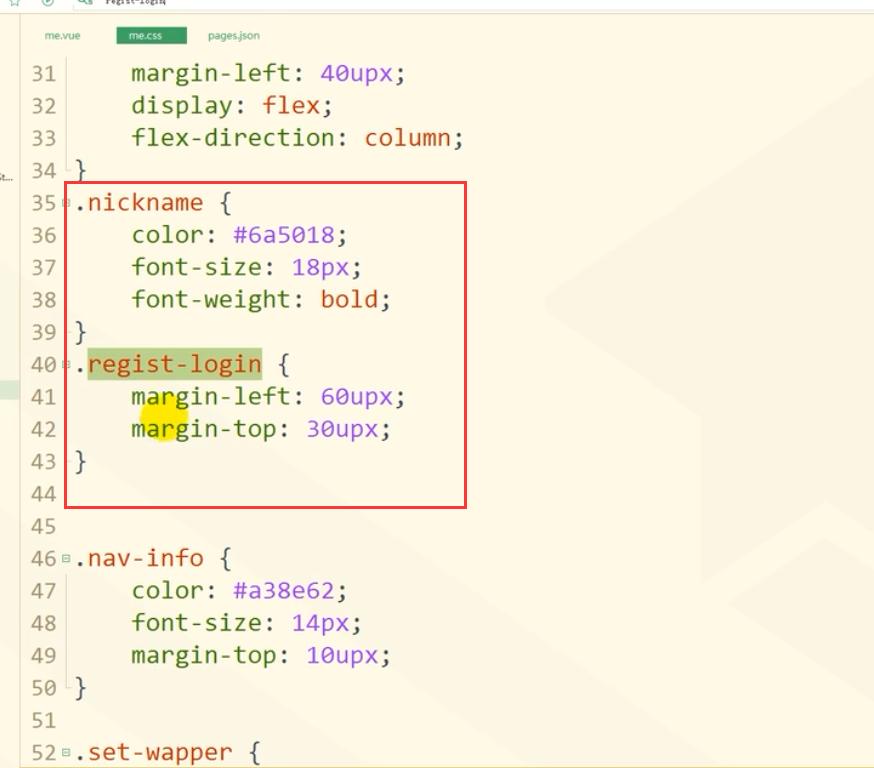 regist-login
me.vue me.css pages.json
31 margin-left: 40upx;
32 display: flex;
33 flex-direction: column;
34 }
35 .nickname {
36 color: #6a5018;
37 font-size: 18px;
38 font-weight: bold;
39 }
40 .regist-login {
41 margin-left: 60upx;
42 margin-top: 30upx;
43 }
44
45
46 .nav-info {
47 color: #a38e62;
48 font-size: 14px;
49 margin-top: 10upx;
50 }
51
52 .set-wapper {